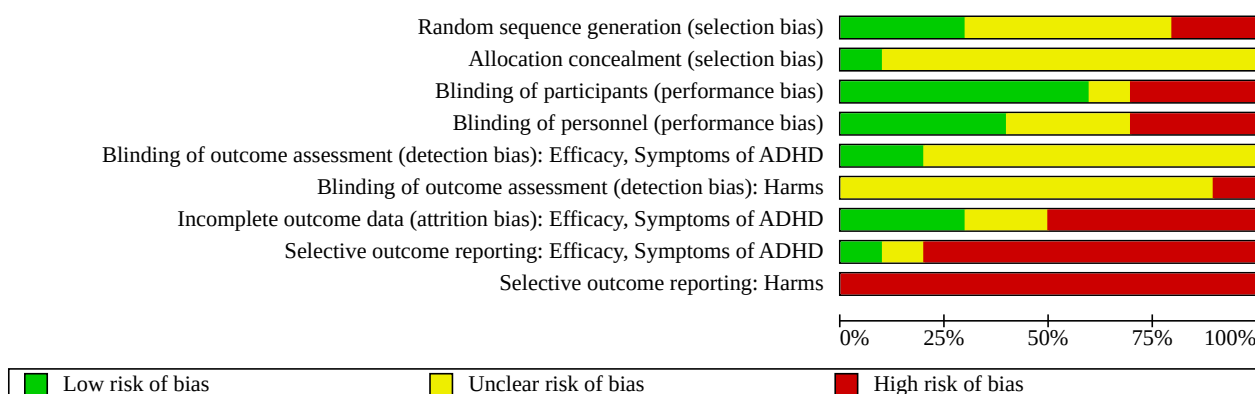 Random sequence generation (selection bias)
Allocation concealment (selection bias)
Blinding of participants (performance bias)
Blinding of personnel (performance bias)
Blinding of outcome assessment (detection bias): Efficacy, Symptoms of ADHD
Blinding of outcome assessment (detection bias): Harms
Incomplete outcome data (attrition bias): Efficacy, Symptoms of ADHD
Selective outcome reporting: Efficacy, Symptoms of ADHD
Selective outcome reporting: Harms
0% 25% 50% 75% 100%
Low risk of bias Unclear risk of bias High risk of bias